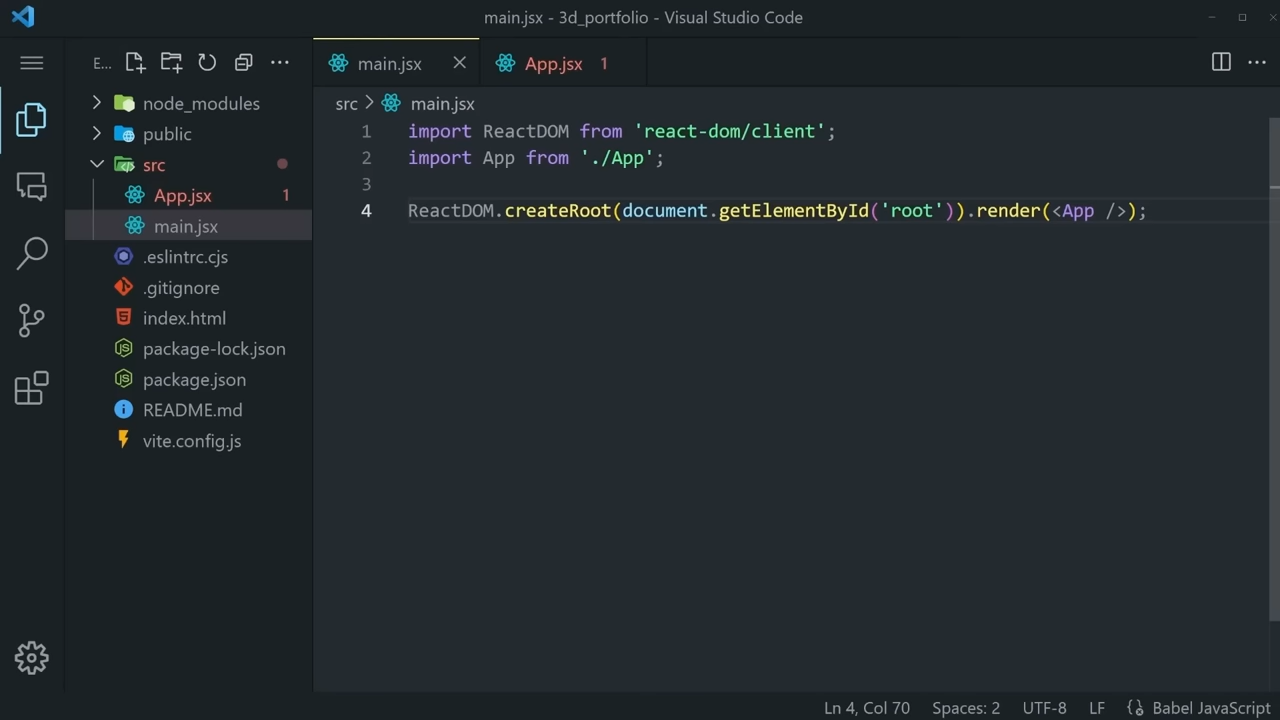 main.jsx - 3d_portfolio - Visual Studio Code
E...
main.jsx
App.jsx 1
node_modules
public
src
App.jsx 1
main.jsx
.eslintrc.cjs
.gitignore
index.html
package-lock.json
package.json
README.md
vite.config.js
src > main.jsx
1 import ReactDOM from 'react-dom/client';
2 import App from './App';
3
4 ReactDOM.createRoot(document.getElementById('root')).render(<App />);
Ln 4, Col 70 Spaces: 2 UTF-8 LF Babel JavaScript